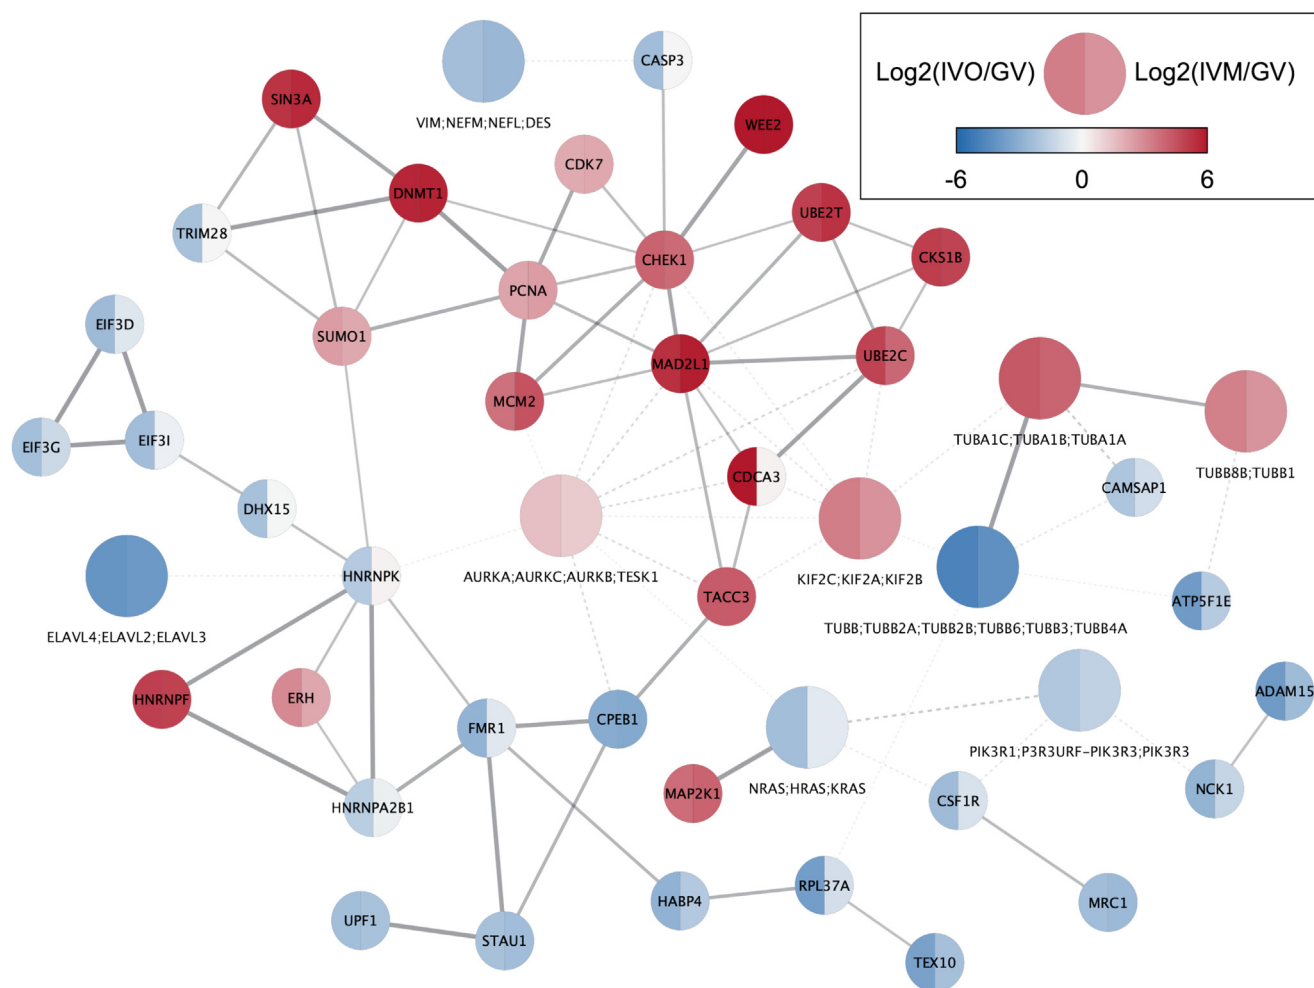 Log2(IVO/GV)
Log2(IVM/GV)
-6
0
6
CASP3
VIM;NEFM;NEFL;DES
SIN3A
WEE2
CDK7
DNMT1
UBE2T
TRIM28
CHEK1
CKS1B
PCNA
EIF3D
SUMO1
MAD2L1
UBE2C
MCM2
TUBA1C;TUBA1B;TUBA1A
TUBB8B;TUBB1
EIF3G
EIF3I
CDCA3
CAMSAP1
DHX15
AURKA;AURKC;AURKB;TESK1
KIF2C;KIF2A;KIF2B
HNRNPK
TACC3
ATP5F1E
ELAVL4;ELAVL2;ELAVL3
TUBB;TUBB2A;TUBB2B;TUBB6;TUBB3;TUBB4A
HNRNPF
ERH
ADAM15
FMR1
CPEB1
PIK3R1;P3R3URF-PIK3R3;PIK3R3
NRAS;HRAS;KRAS
MAP2K1
NCK1
CSF1R
HNRNPA2B1
RPL37A
HABP4
MRC1
UPF1
STAU1
TEX10